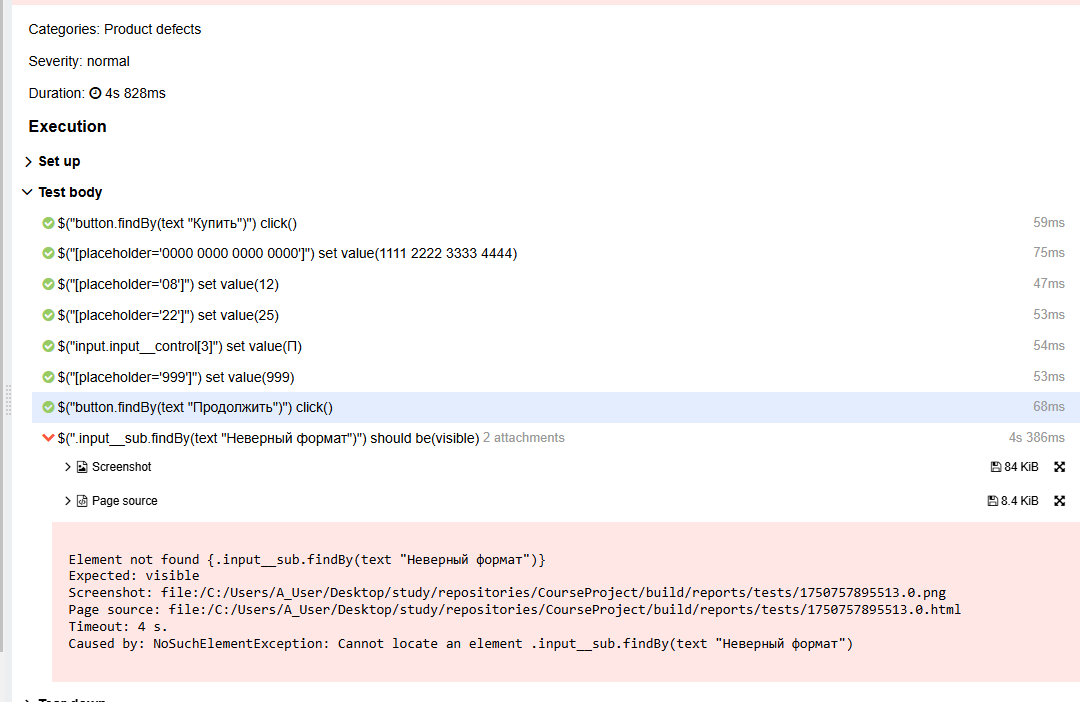 Categories: Product defects
Severity: normal
Duration: 4s 828ms
Execution
Set up
Test body
$("button.findBy(text "Купить")") click() 59ms
$("[placeholder='0000 0000 0000 0000']") set value(1111 2222 3333 4444) 75ms
$("[placeholder='08']") set value(12) 47ms
$("[placeholder='22']") set value(25) 53ms
$("input.input__control[3]") set value(П) 54ms
$("[placeholder='999']") set value(999) 53ms
$("button.findBy(text "Продолжить")") click() 68ms
$(".input__sub.findBy(text "Неверный формат")") should be(visible) 2 attachments 4s 386ms
Screenshot 84 KiB
Page source 8.4 KiB
Element not found {.input__sub.findBy(text "Неверный формат")}
Expected: visible
Screenshot: file:/C:/Users/A_User/Desktop/study/repositories/CourseProject/build/reports/tests/1750757895513.0.png
Page source: file:/C:/Users/A_User/Desktop/study/repositories/CourseProject/build/reports/tests/1750757895513.0.html
Timeout: 4 s.
Caused by: NoSuchElementException: Cannot locate an element .input__sub.findBy(text "Неверный формат")